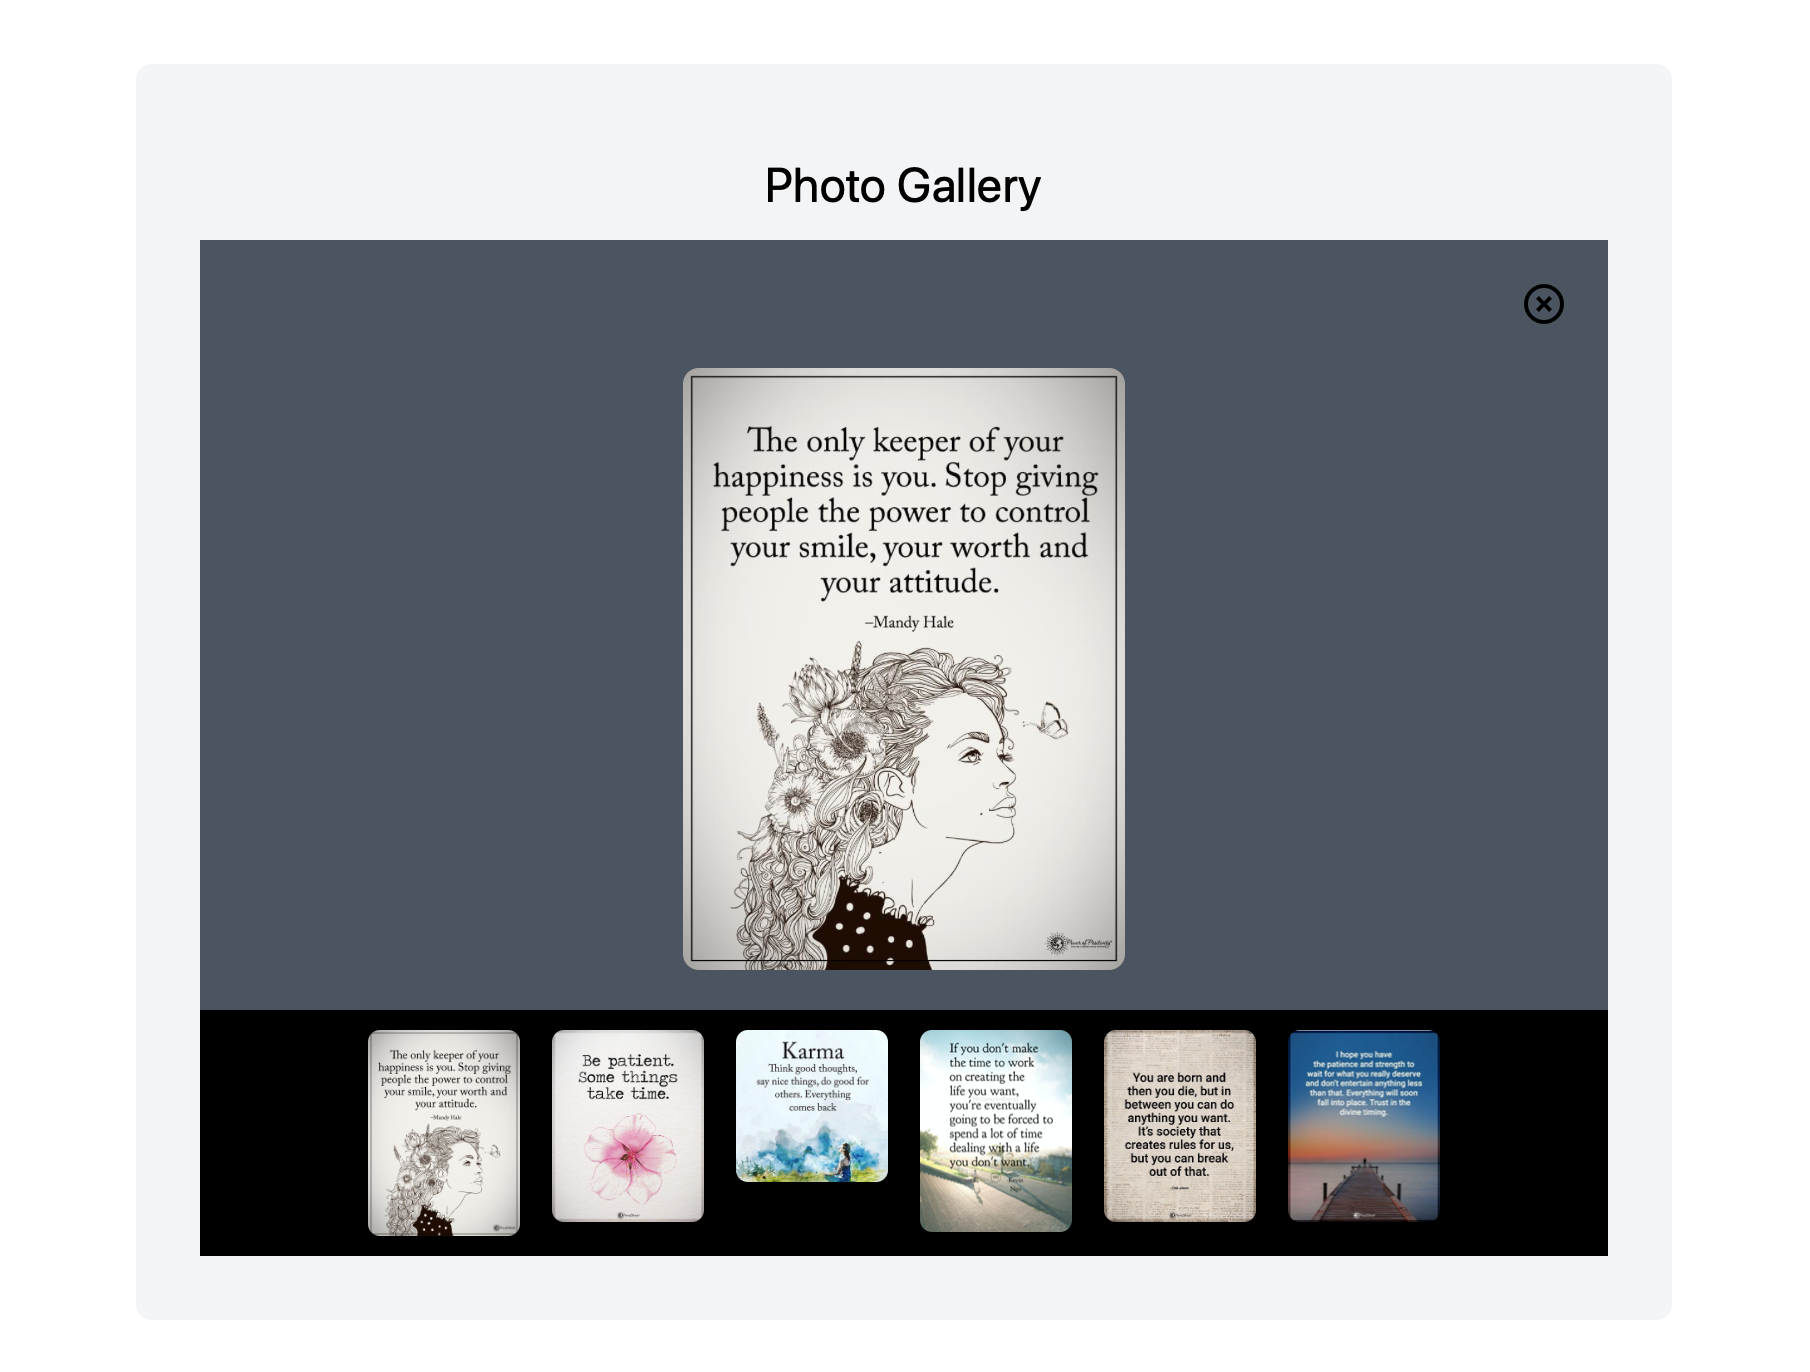 Photo Gallery
The only keeper of your
happiness is you. Stop giving
people the power to control
your smile, your worth and
your attitude.
–Mandy Hale
Power of Positivity
The only keeper of your
happiness is you. Stop giving
people the power to control
your smile, your worth and
your attitude.
–Mandy Hale
Be patient.
Some things
take time.
Karma
Think good thoughts,
say nice things, do good for
others. Everything
comes back
If you don't make
the time to work
on creating the
life you want,
you're eventually
going to be forced to
spend a lot of time
dealing with a life
you don't want.
Kevin
Ngo
You are born and
then you die, but in
between you can do
anything you want.
It's society that
creates rules for us,
but you can break
out of that.
I hope you have
the patience and strength to
wait for what you really deserve
and don't entertain anything less
than that. Everything will soon
fall into place. Trust in the
divine timing.